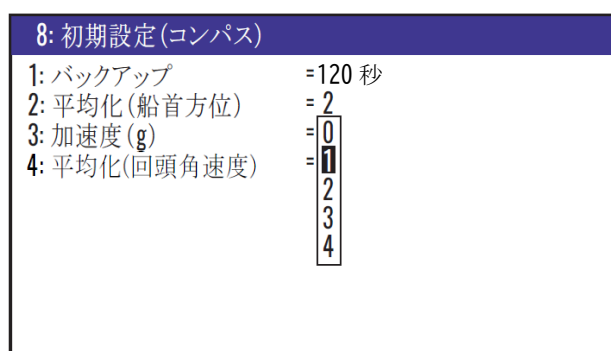 8: 初期設定(コンパス)
1: バックアップ =120 秒
2: 平均化(船首方位) = 2
3: 加速度(g) = 0
4: 平均化(回頭角速度) = 1
2
3
4